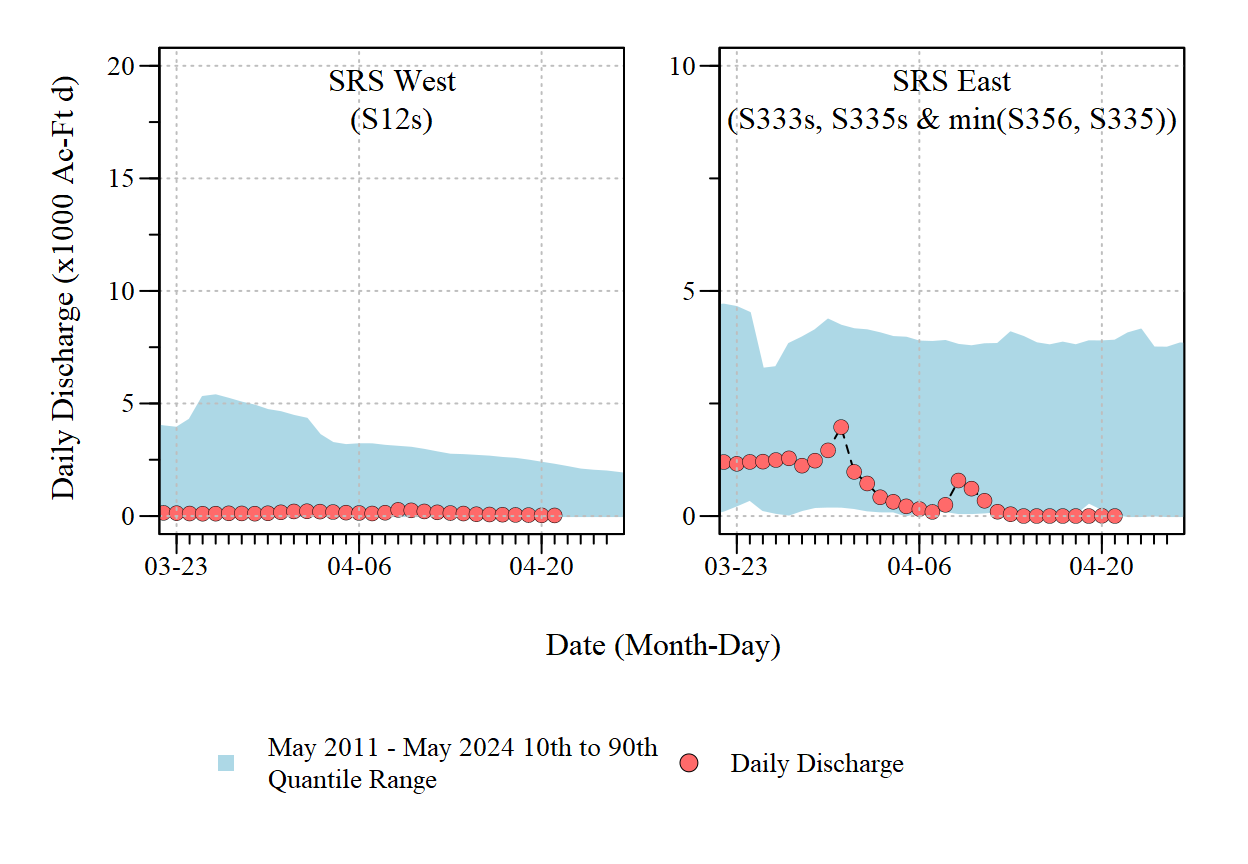 SRS West
(S12s)
SRS East
(S333s, S335s & min(S356, S335))
Daily Discharge (x1000 Ac-Ft d)
20
15
10
5
0
10
5
0
03-23
04-06
04-20
03-23
04-06
04-20
Date (Month-Day)
May 2011 - May 2024 10th to 90th
Quantile Range
Daily Discharge